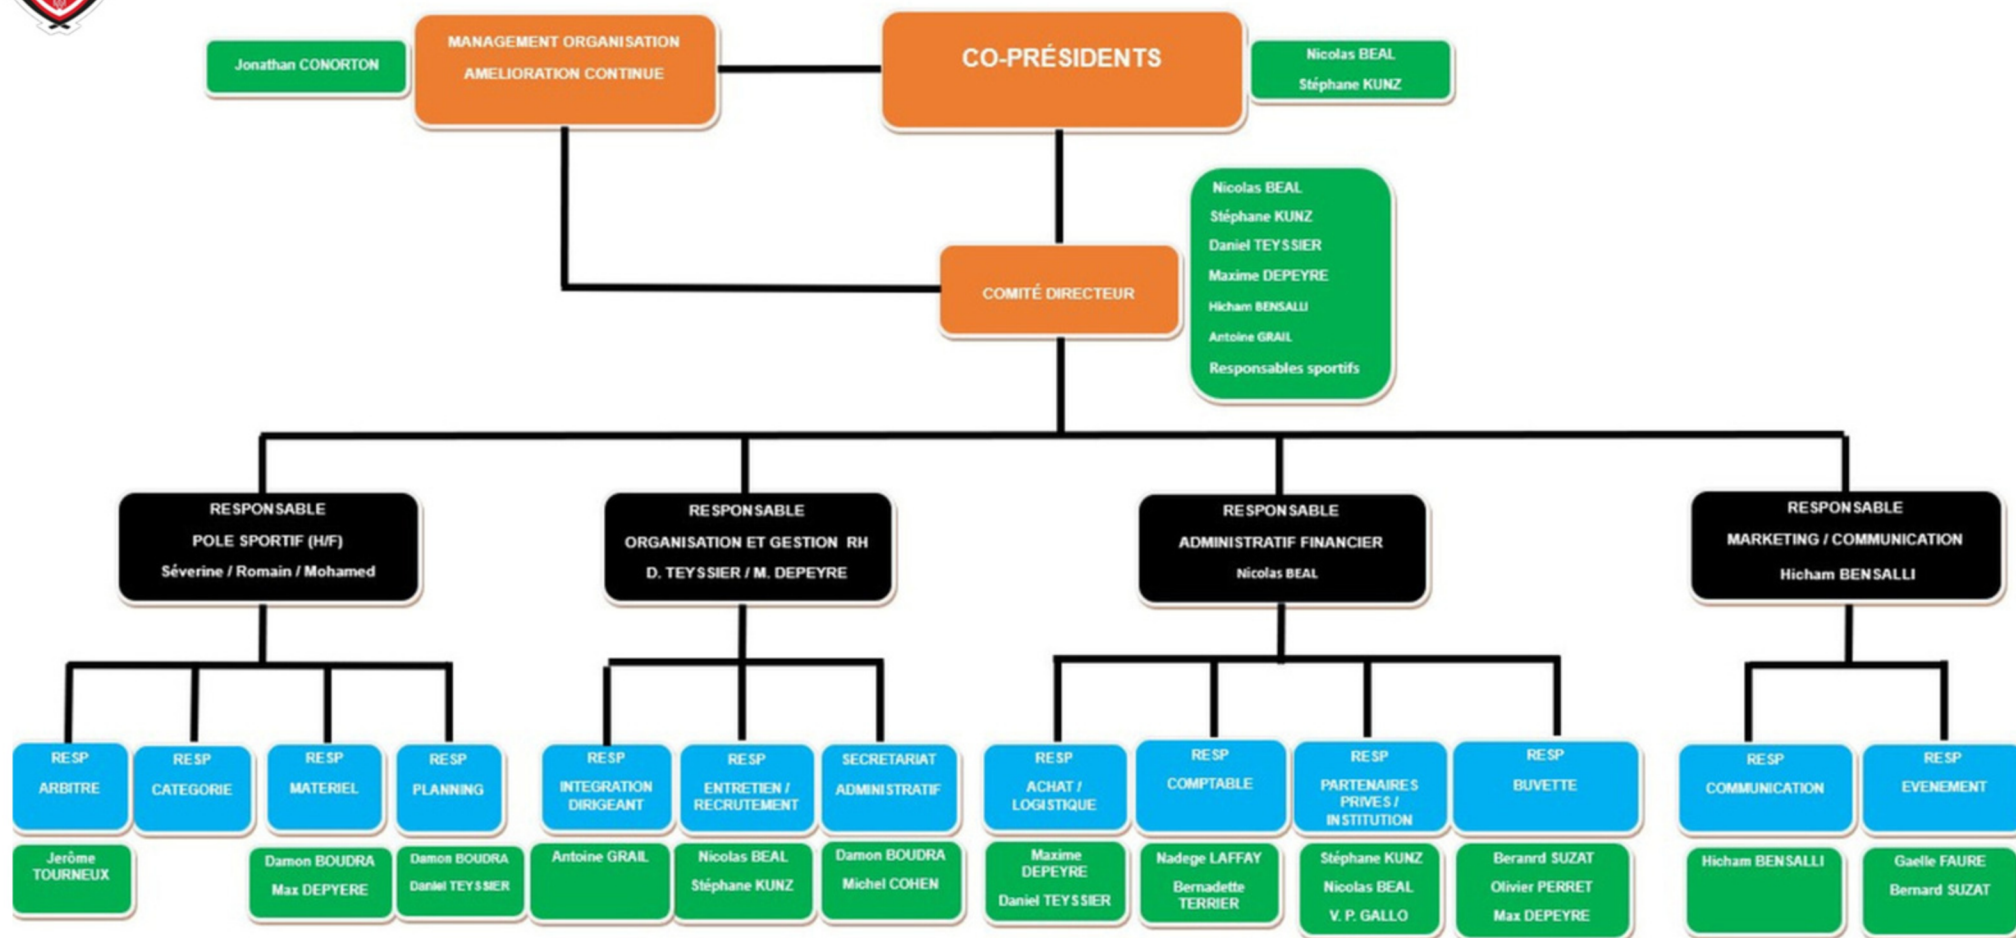 Jonathan CONORTON
MANAGEMENT ORGANISATION
AMELIORATION CONTINUE
CO-PRÉSIDENTS
Nicolas BEAL
Stéphane KUNZ
Nicolas BEAL
Stéphane KUNZ
Daniel TEYSSIER
Maxime DEPEYRE
Hicham BENSALLI
Antoine GRAIL
Responsables sportifs
COMITÉ DIRECTEUR
RESPONSABLE
POLE SPORTIF (H/F)
Séverine / Romain / Mohamed
RESPONSABLE
ORGANISATION ET GESTION RH
D. TEYSSIER / M. DEPEYRE
RESPONSABLE
ADMINISTRATIF FINANCIER
Nicolas BEAL
RESPONSABLE
MARKETING / COMMUNICATION
Hicham BENSALLI
RESP
ARBITRE
RESP
CATEGORIE
RESP
MATERIEL
RESP
PLANNING
RESP
INTEGRATION
DIRIGEANT
RESP
ENTRETIEN /
RECRUTEMENT
SECRETARIAT
ADMINISTRATIF
RESP
ACHAT /
LOGISTIQUE
RESP
COMPTABLE
RESP
PARTENAIRES
PRIVES /
INSTITUTION
RESP
BUVETTE
RESP
COMMUNICATION
RESP
EVENEMENT
Jerôme
TOURNEUX
Damon BOUDRA
Max DEPYERE
Damon BOUDRA
Daniel TEYSSIER
Antoine GRAIL
Nicolas BEAL
Stéphane KUNZ
Damon BOUDRA
Michel COHEN
Maxime
DEPEYRE
Daniel TEYSSIER
Nadege LAFFAY
Bernadette
TERRIER
Stéphane KUNZ
Nicolas BEAL
V. P. GALLO
Beranrd SUZAT
Olivier PERRET
Max DEPEYRE
Hicham BENSALLI
Gaelle FAURE
Bernard SUZAT